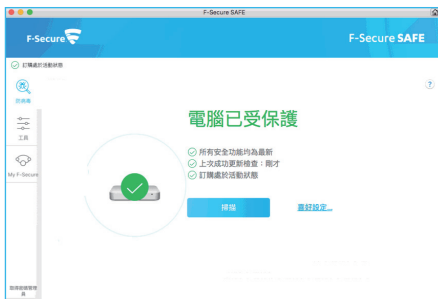 F-Secure SAFE
F-Secure
F-Secure SAFE
訂購處於活動狀態
防病毒
工具
My F-Secure
電腦已受保護
所有安全功能均為最新
上次成功更新檢查：剛才
訂購處於活動狀態
掃描
喜好設定...